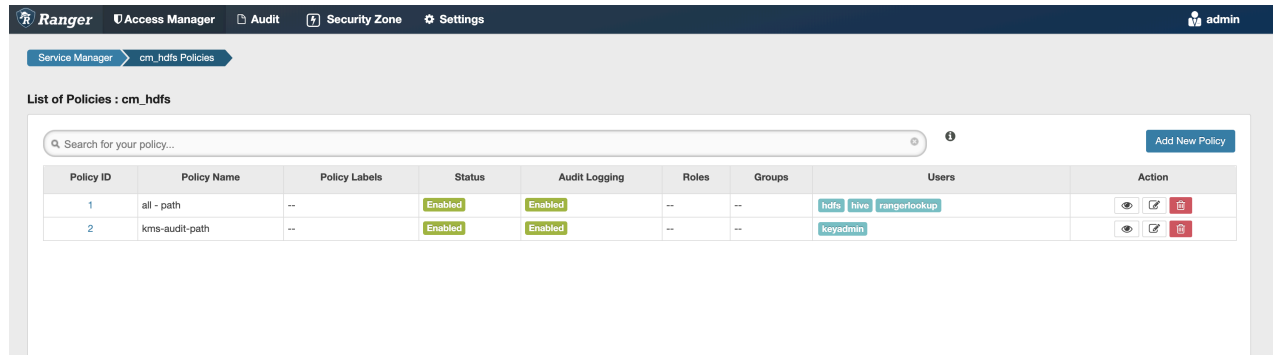 Ranger Access Manager Audit Security Zone Settings admin
Service Manager cm_hdfs Policies
List of Policies : cm_hdfs
Search for your policy... Add New Policy
Policy ID Policy Name Policy Labels Status Audit Logging Roles Groups Users Action
1 all - path -- Enabled Enabled -- -- hdfs hive rangerlookup
2 kms-audit-path -- Enabled Enabled -- -- keyadmin